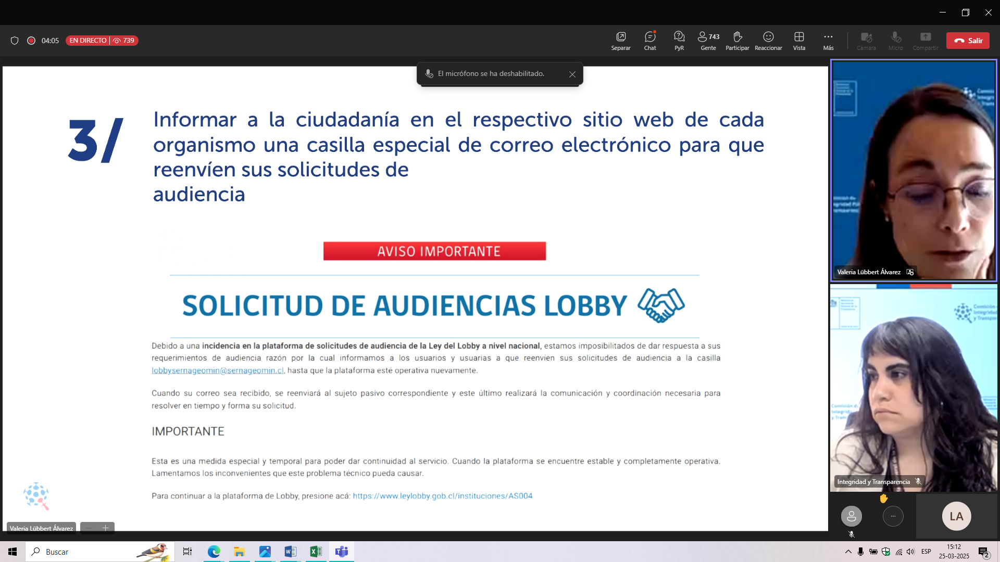 04:05
EN DIRECTO 739
Separar
Chat
PyR
743
Gente
Participar
Reaccionar
Vista
Más
Cámara
Micro
Compartir
Salir
El micrófono se ha deshabilitado.
3/
Informar a la ciudadanía en el respectivo sitio web de cada
organismo una casilla especial de correo electrónico para que
reenvíen sus solicitudes de
audiencia
AVISO IMPORTANTE
SOLICITUD DE AUDIENCIAS LOBBY
Debido a una incidencia en la plataforma de solicitudes de audiencia de la Ley del Lobby a nivel nacional, estamos imposibilitados de dar respuesta a sus
requerimientos de audiencia razón por la cual informamos a los usuarios y usuarias a que reenvíen sus solicitudes de audiencia a la casilla
lobbysernageomin@sernageomin.cl, hasta que la plataforma esté operativa nuevamente.
Cuando su correo sea recibido, se reenviará al sujeto pasivo correspondiente y este último realizará la comunicación y coordinación necesaria para
resolver en tiempo y forma su solicitud.
IMPORTANTE
Esta es una medida especial y temporal para poder dar continuidad al servicio. Cuando la plataforma se encuentre estable y completamente operativa.
Lamentamos los inconvenientes que este problema técnico pueda causar.
Para continuar a la plataforma de Lobby, presione acá: https://www.leylobby.gob.cl/instituciones/AS004
Valeria Lübbert Álvarez
Valeria Lübbert Álvarez
Integridad y Transparencia
LA
Buscar
ESP
15:12
25-03-2025
2